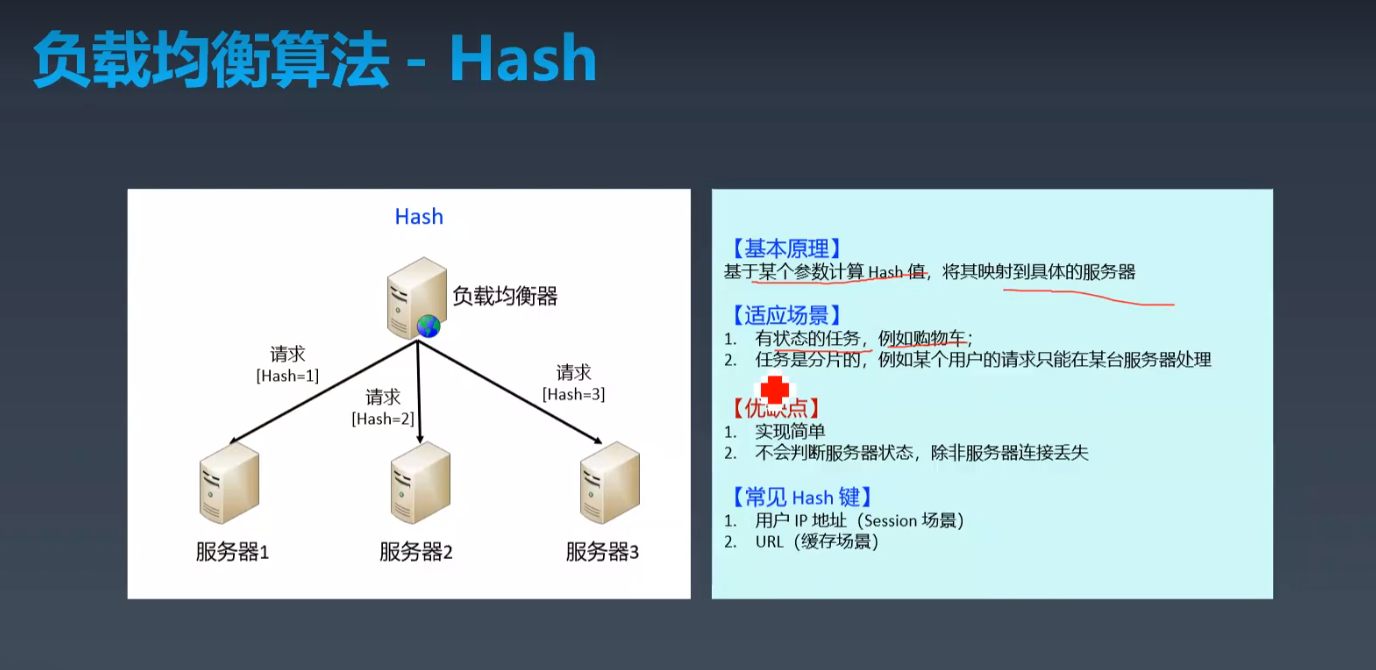 负载均衡算法 - Hash
Hash
负载均衡器
请求
[Hash=1]
请求
[Hash=2]
请求
[Hash=3]
服务器1
服务器2
服务器3
【基本原理】
基于某个参数计算 Hash 值，将其映射到具体的服务器
【适应场景】
1. 有状态的任务，例如购物车；
2. 任务是分片的，例如某个用户的请求只能在某台服务器处理
【优缺点】
1. 实现简单
2. 不会判断服务器状态，除非服务器连接丢失
【常见 Hash 键】
1. 用户 IP 地址（Session 场景）
2. URL（缓存场景）